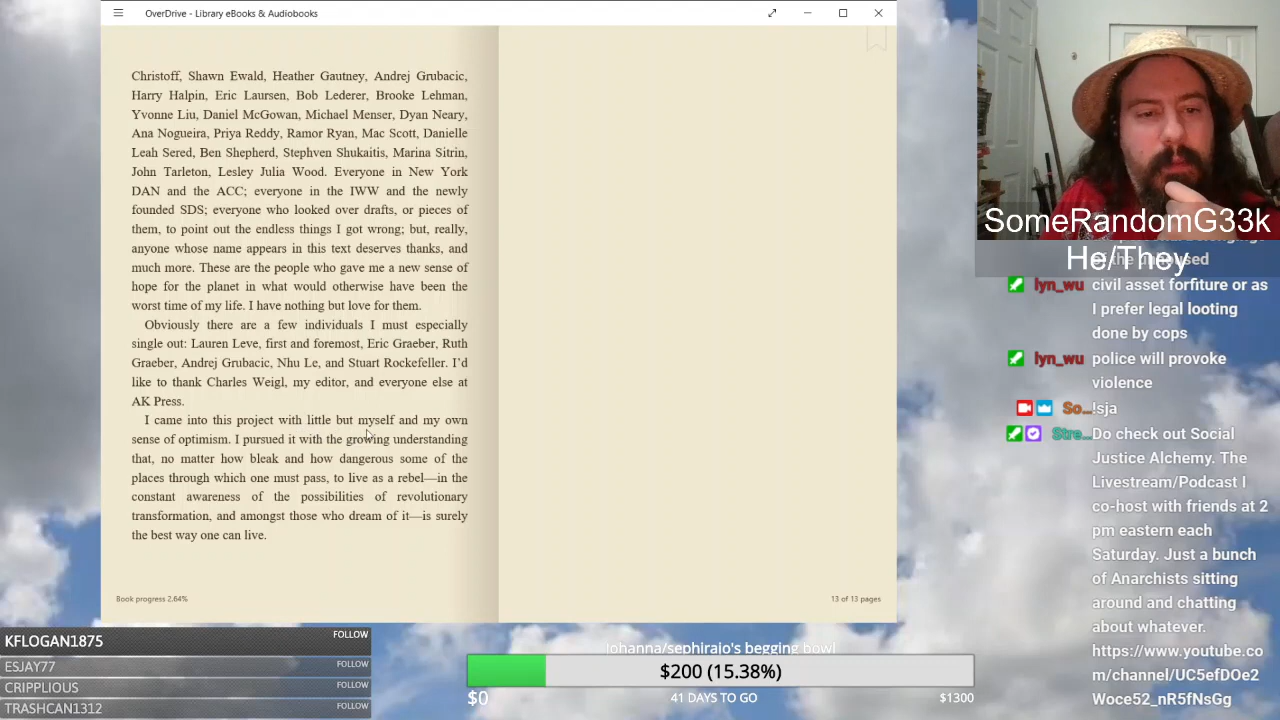 OverDrive - Library eBooks & Audiobooks
Christoff, Shawn Ewald, Heather Gautney, Andrej Grubacic,
Harry Halpin, Eric Laursen, Bob Lederer, Brooke Lehman,
Yvonne Liu, Daniel McGowan, Michael Menser, Dyan Neary,
Ana Nogueira, Priya Reddy, Ramor Ryan, Mac Scott, Danielle
Leah Sered, Ben Shepherd, Stephven Shukaitis, Marina Sitrin,
John Tarleton, Lesley Julia Wood. Everyone in New York
DAN and the ACC; everyone in the IWW and the newly
founded SDS; everyone who looked over drafts, or pieces of
them, to point out the endless things I got wrong; but, really,
anyone whose name appears in this text deserves thanks, and
much more. These are the people who gave me a new sense of
hope for the planet in what would otherwise have been the
worst time of my life. I have nothing but love for them.
Obviously there are a few individuals I must especially
single out: Lauren Leve, first and foremost, Eric Graeber, Ruth
Graeber, Andrej Grubacic, Nhu Le, and Stuart Rockefeller. I'd
like to thank Charles Weigl, my editor, and everyone else at
AK Press.
I came into this project with little but myself and my own
sense of optimism. I pursued it with the growing understanding
that, no matter how bleak and how dangerous some of the
places through which one must pass, to live as a rebel—in the
constant awareness of the possibilities of revolutionary
transformation, and amongst those who dream of it—is surely
the best way one can live.
Book progress 2.64%
13 of 13 pages
SomeRandomG33k
He/They
of the unhoused
lyn_wu civil asset forfiture or as
I prefer legal looting
done by cops
lyn_wu police will provoke
violence
So... !sja
Stre... Do check out Social
Justice Alchemy. The
Livestream/Podcast I
co-host with friends at 2
pm eastern each
Saturday. Just a bunch
of Anarchists sitting
around and chatting
about whatever.
https://www.youtube.co
m/channel/UC5efDOe2
Woce52_nR5fNsGg
KFLOGAN1875 FOLLOW
ESJAY77 FOLLOW
CRIPPLIOUS FOLLOW
TRASHCAN1312 FOLLOW
Johanna/sephiraio's begging bowl
$200 (15.38%)
$0 41 DAYS TO GO $1300